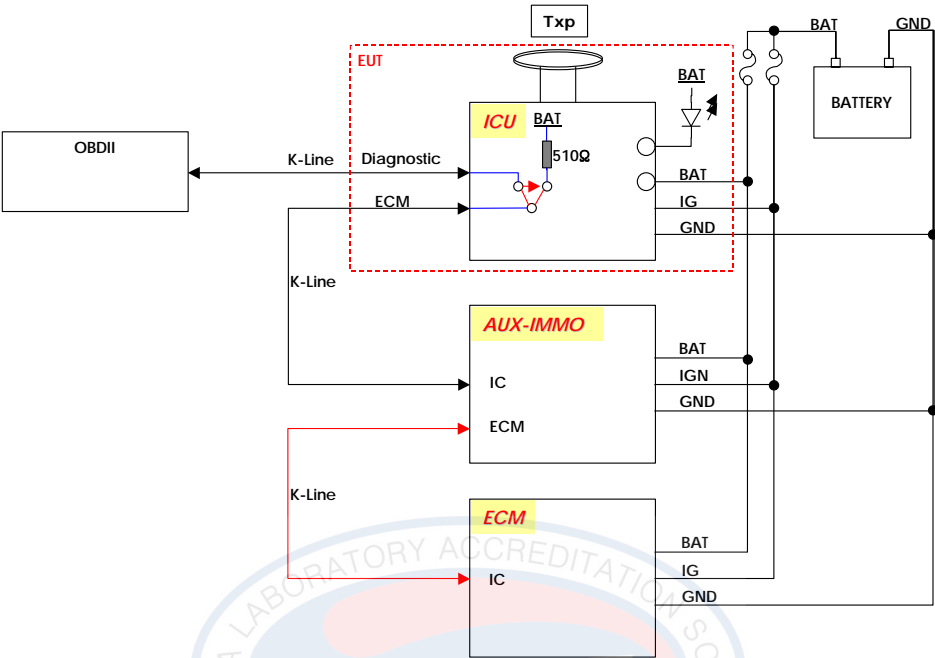 Txp
BAT
GND
EUT
BAT
BATTERY
ICU
BAT
510Ω
OBDII
K-Line
Diagnostic
BAT
ECM
IG
GND
K-Line
AUX-IMMO
BAT
IC
IGN
GND
ECM
K-Line
ECM
BAT
IG
IC
GND
LABORATORY ACCREDITATION SC